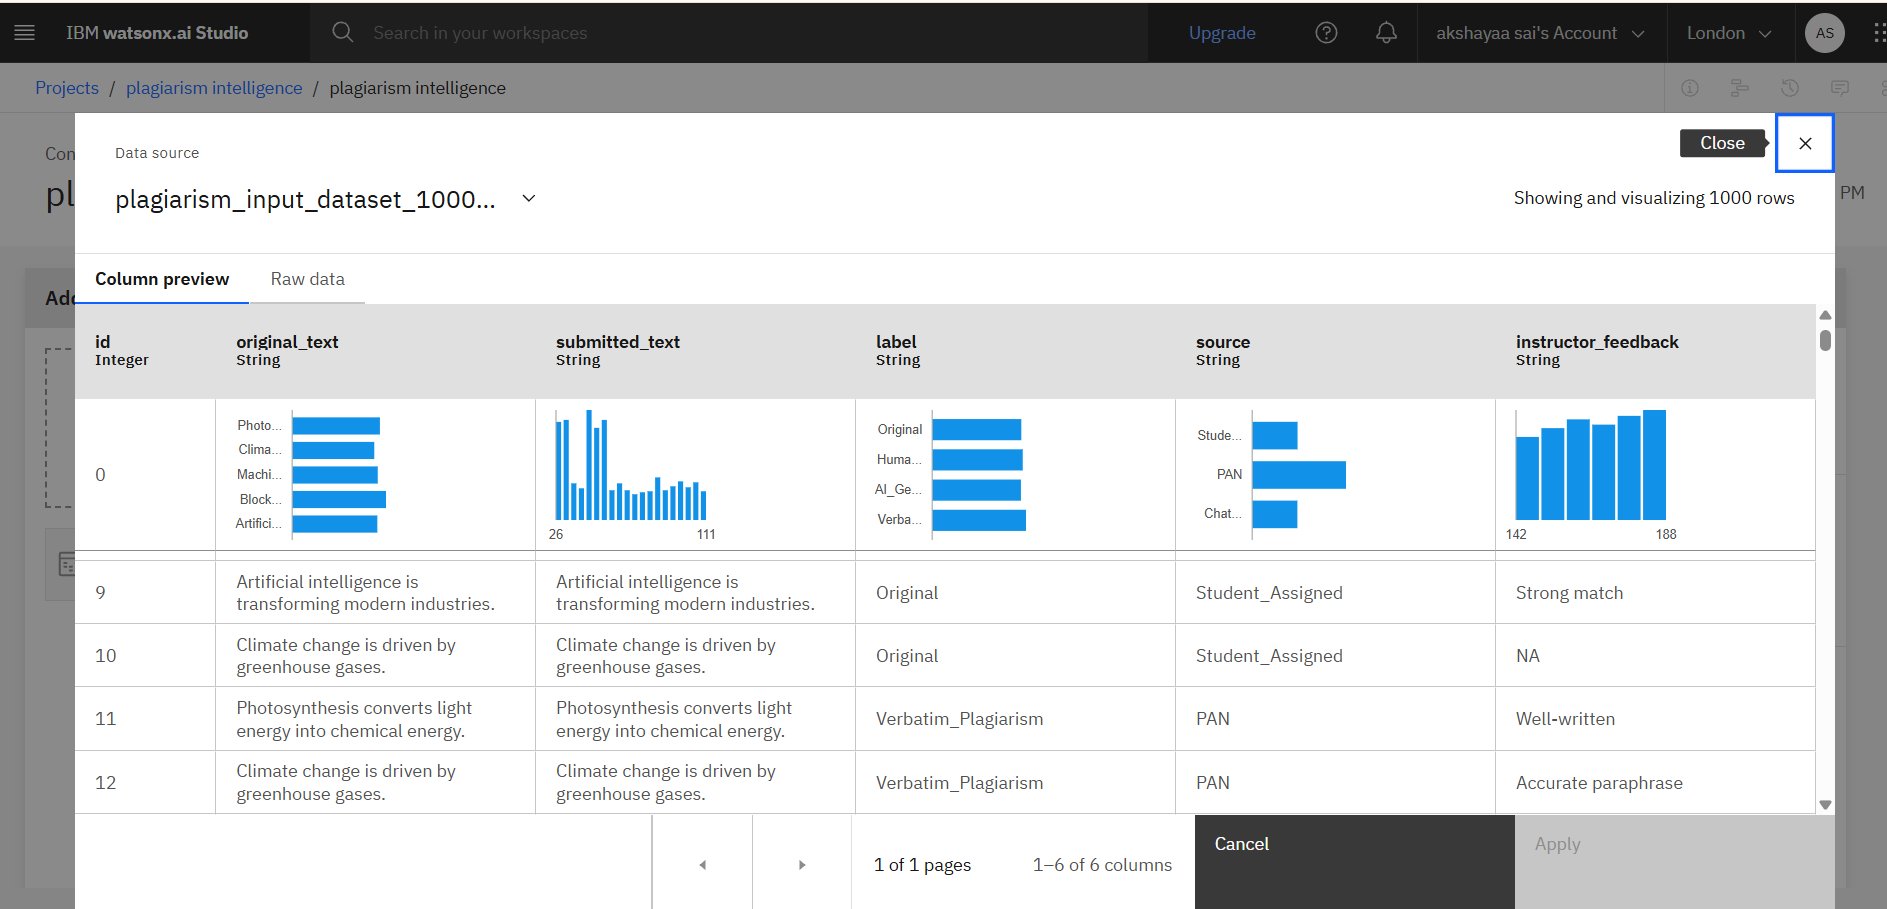 IBM watsonx.ai Studio
Search in your workspaces
Upgrade
akshayaa sai's Account
London
AS
Projects / plagiarism intelligence / plagiarism intelligence
Con
pl
PM
Add
Data source
plagiarism_input_dataset_1000...
Close
Showing and visualizing 1000 rows
Column preview
Raw data
id
Integer
original_text
String
submitted_text
String
label
String
source
String
instructor_feedback
String
0
Photo...
Clima...
Machi...
Block...
Artifici...
26 111
Original
Huma...
AI_Ge...
Verba...
Stude...
PAN
Chat...
142 188
9
Artificial intelligence is
transforming modern industries.
Artificial intelligence is
transforming modern industries.
Original
Student_Assigned
Strong match
10
Climate change is driven by
greenhouse gases.
Climate change is driven by
greenhouse gases.
Original
Student_Assigned
NA
11
Photosynthesis converts light
energy into chemical energy.
Photosynthesis converts light
energy into chemical energy.
Verbatim_Plagiarism
PAN
Well-written
12
Climate change is driven by
greenhouse gases.
Climate change is driven by
greenhouse gases.
Verbatim_Plagiarism
PAN
Accurate paraphrase
1 of 1 pages
1–6 of 6 columns
Cancel
Apply